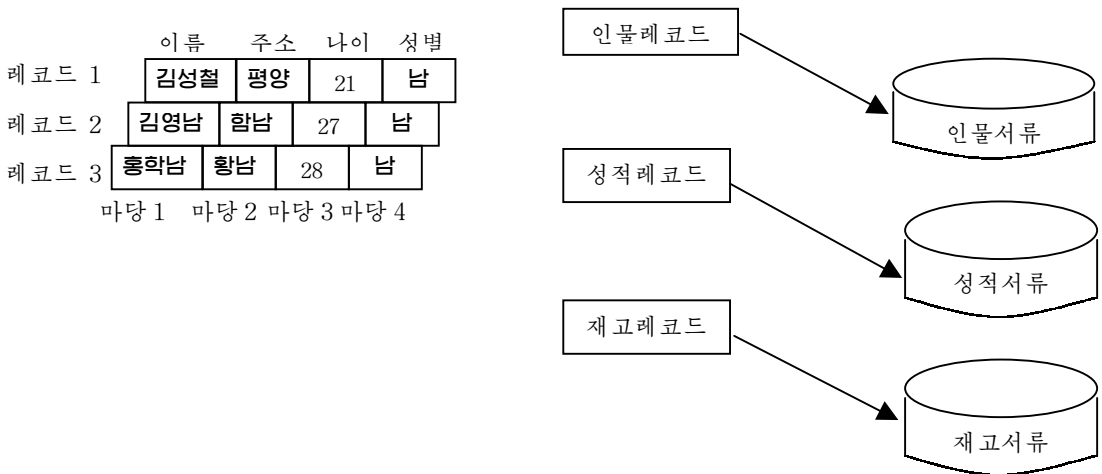 이름 주소 나이 성별
레코드 1 김성철 평양 21 남
레코드 2 김영남 함남 27 남
레코드 3 홍학남 황남 28 남
마당 1 마당 2 마당 3 마당 4
인물레코드
인물서류
성적레코드
성적서류
재고레코드
재고서류